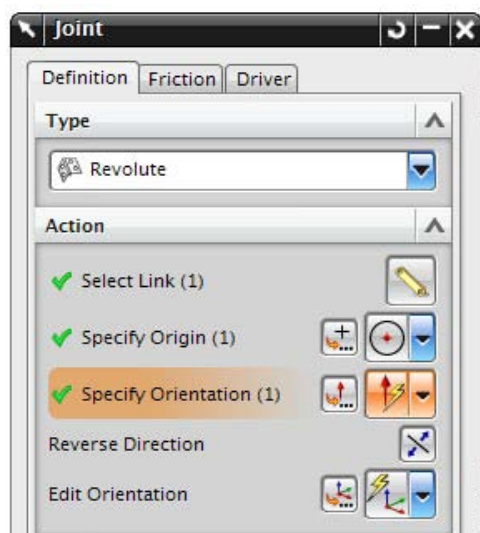 Joint
Definition Friction Driver
Type
Revolute
Action
Select Link (1)
Specify Origin (1)
Specify Orientation (1)
Reverse Direction
Edit Orientation